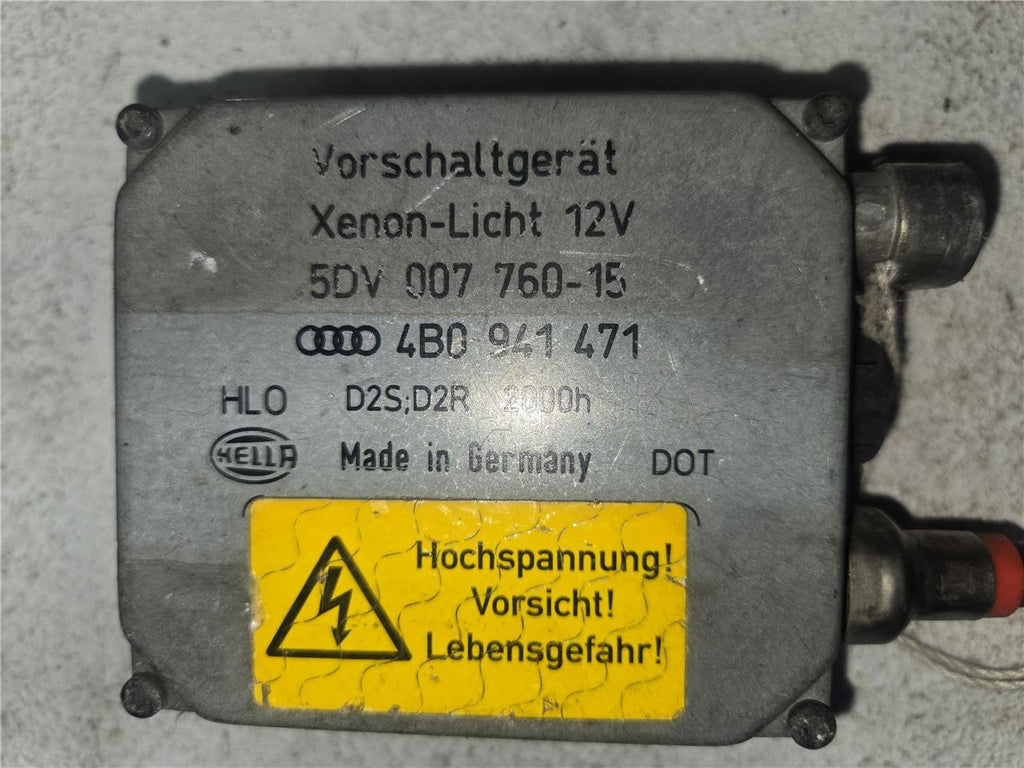 Vorschaltgerät
Xenon-Licht 12V
5DV 007 760-15
4B0 941 471
HLO D2S;D2R 2000h
HELLA Made in Germany DOT
Hochspannung!
Vorsicht!
Lebensgefahr!